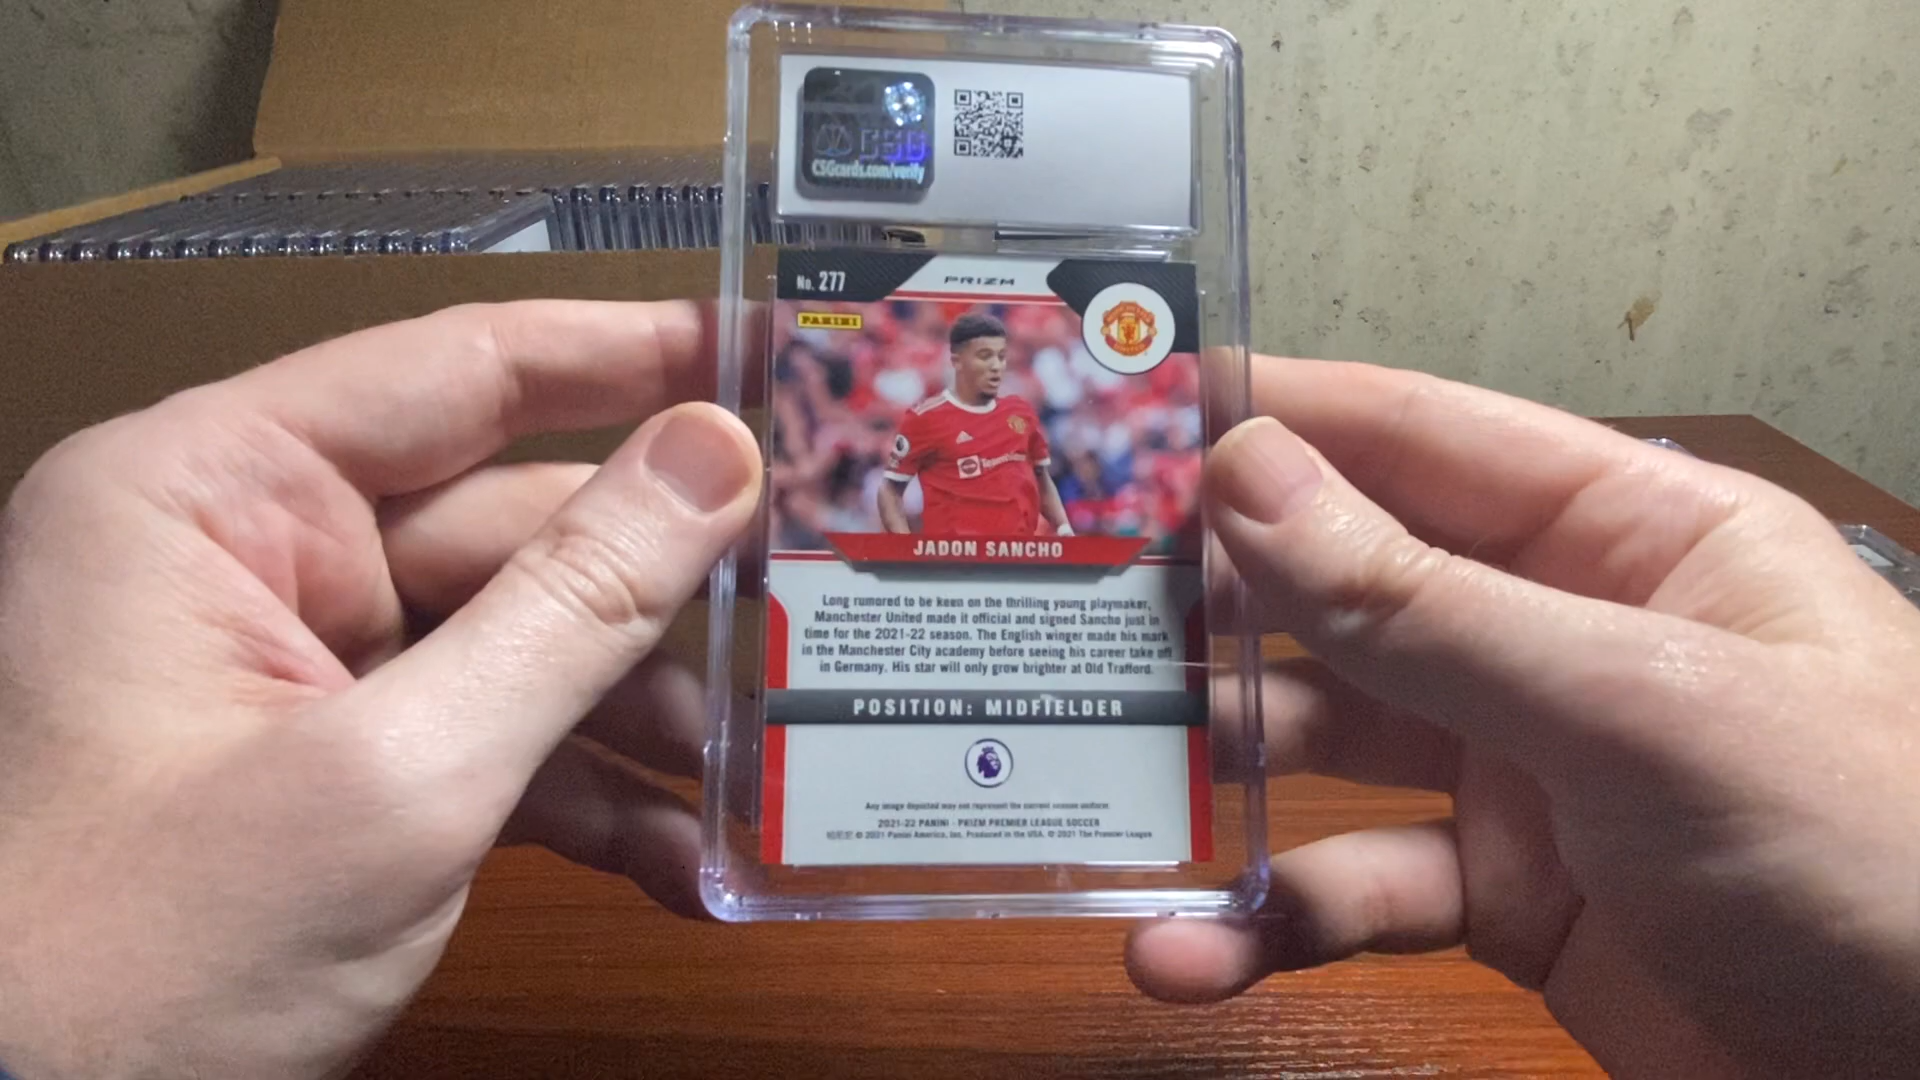 CSG
CSGcards.com/verify
No. 277
PRIZM
PANINI
JADON SANCHO
Long rumored to be keen on the thrilling young playmaker,
Manchester United made it official and signed Sancho just in
time for the 2021-22 season. The English winger made his mark
in the Manchester City academy before seeing his career take off
in Germany. His star will only grow brighter at Old Trafford.
POSITION: MIDFIELDER
Any image depicted may not represent the current season uniform.
2021-22 PANINI - PRIZM PREMIER LEAGUE SOCCER
© 2021 Panini America, Inc. Produced in the USA. © 2021 The Premier League